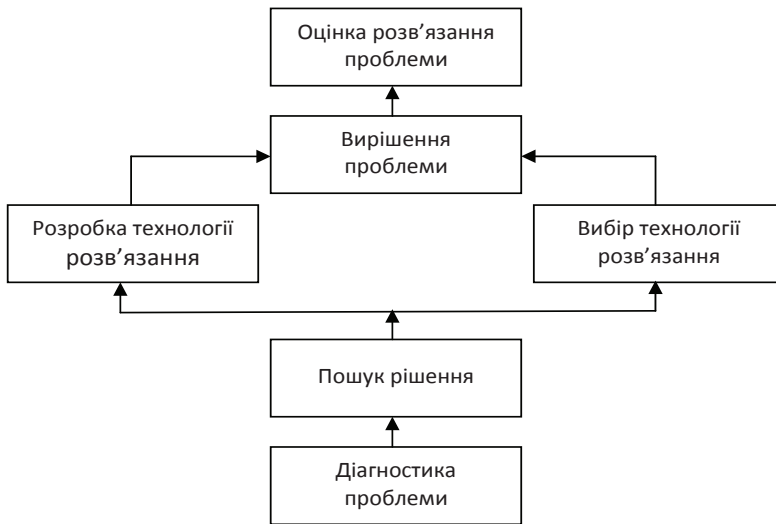 Оцінка розв’язання
проблеми
Вирішення
проблеми
Розробка технології
розв’язання
Вибір технології
розв’язання
Пошук рішення
Діагностика
проблеми